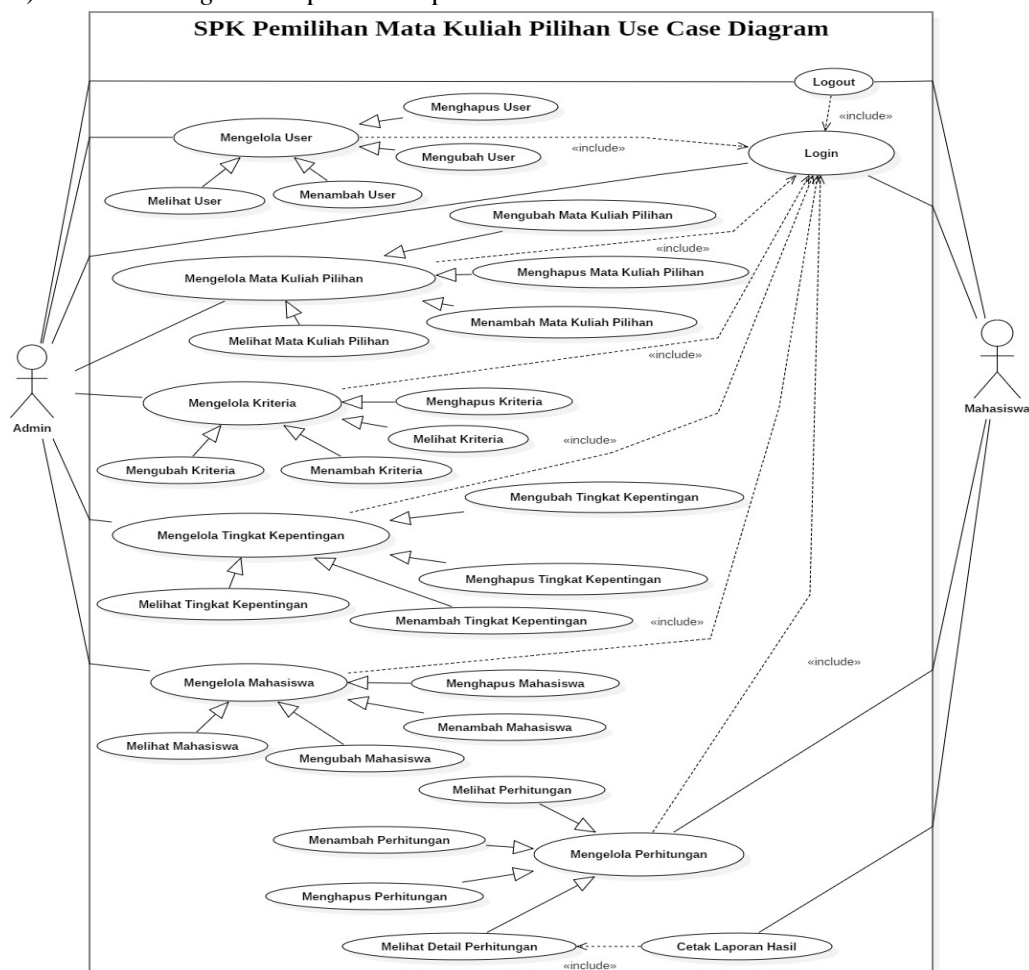 SPK Pemilihan Mata Kuliah Pilihan Use Case Diagram
Logout
Menghapus User
«include»
Mengelola User
«include»
Login
Mengubah User
Melihat User
Menambah User
Mengubah Mata Kuliah Pilihan
«include»
Mengelola Mata Kuliah Pilihan
Menghapus Mata Kuliah Pilihan
Menambah Mata Kuliah Pilihan
Melihat Mata Kuliah Pilihan
«include»
Mengelola Kriteria
Menghapus Kriteria
Mahasiswa
Admin
Melihat Kriteria
«include»
Mengubah Kriteria
Menambah Kriteria
Mengubah Tingkat Kepentingan
Mengelola Tingkat Kepentingan
Menghapus Tingkat Kepentingan
Melihat Tingkat Kepentingan
Menambah Tingkat Kepentingan
«include»
«include»
Mengelola Mahasiswa
Menghapus Mahasiswa
Menambah Mahasiswa
Melihat Mahasiswa
Mengubah Mahasiswa
Melihat Perhitungan
Menambah Perhitungan
Mengelola Perhitungan
Menghapus Perhitungan
Melihat Detail Perhitungan
Cetak Laporan Hasil
«include»